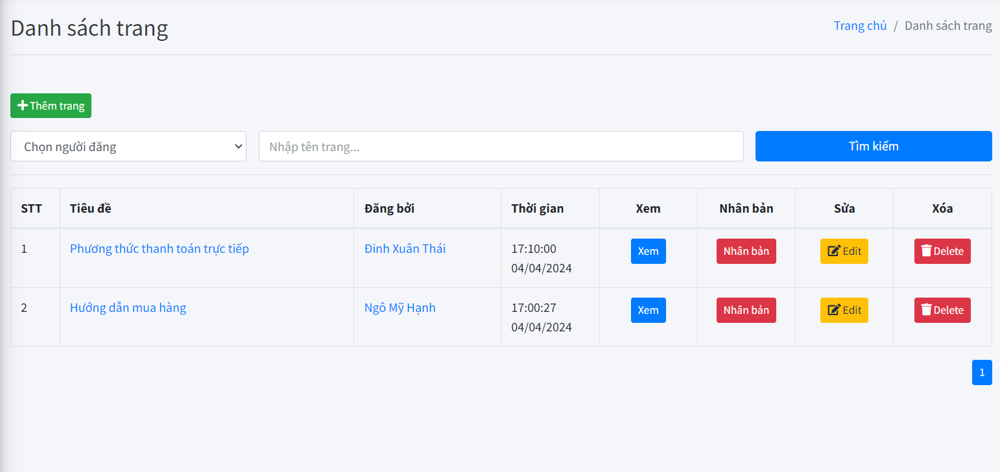 Danh sách trang
Trang chủ / Danh sách trang
Thêm trang
Chọn người đăng
Nhập tên trang...
Tìm kiếm
STT Tiêu đề Đăng bởi Thời gian Xem Nhân bản Sửa Xóa
1 Phương thức thanh toán trực tiếp Đinh Xuân Thái 17:10:00 Xem Nhân bản Edit Delete
04/04/2024
2 Hướng dẫn mua hàng Ngô Mỹ Hạnh 17:00:27 Xem Nhân bản Edit Delete
04/04/2024
1